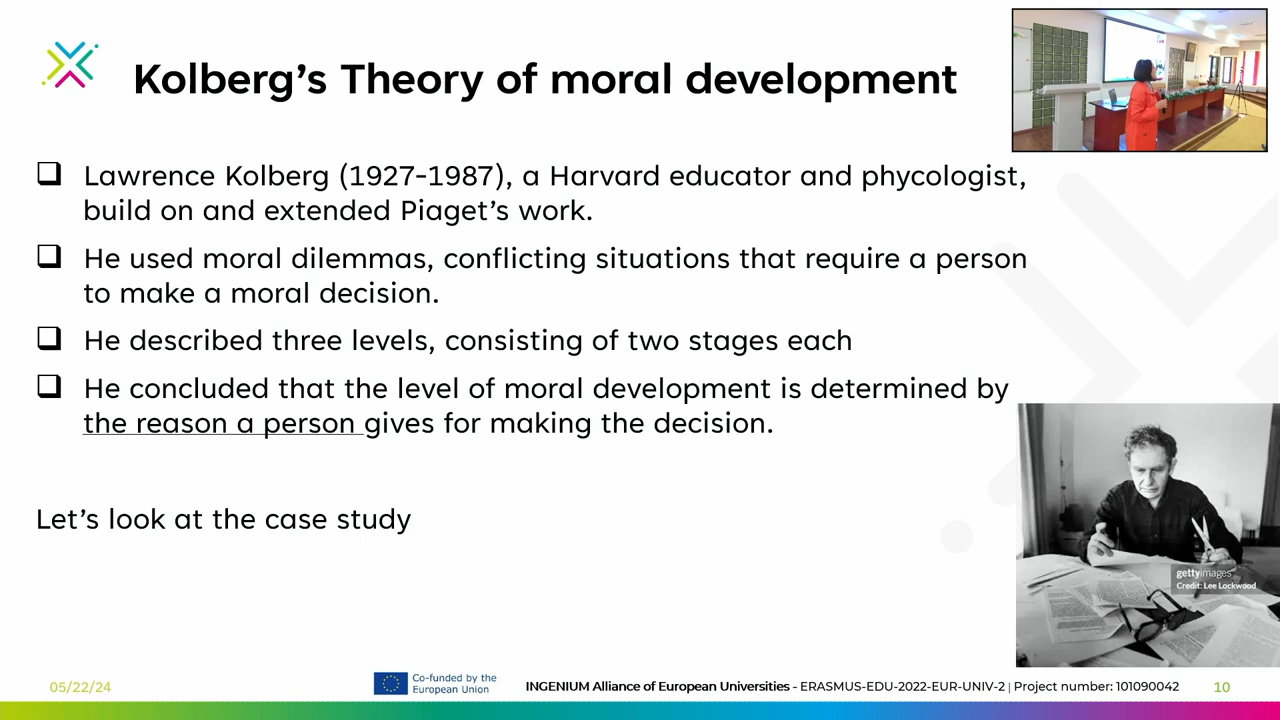 Kolberg's Theory of moral development
❑ Lawrence Kolberg (1927-1987), a Harvard educator and phycologist,
build on and extended Piaget's work.
❑ He used moral dilemmas, conflicting situations that require a person
to make a moral decision.
❑ He described three levels, consisting of two stages each
❑ He concluded that the level of moral development is determined by
the reason a person gives for making the decision.
Let's look at the case study
gettyimages
Credit: Lee Lockwood
05/22/24
Co-funded by the
European Union
INGENIUM Alliance of European Universities - ERASMUS-EDU-2022-EUR-UNIV-2 | Project number: 101090042
10